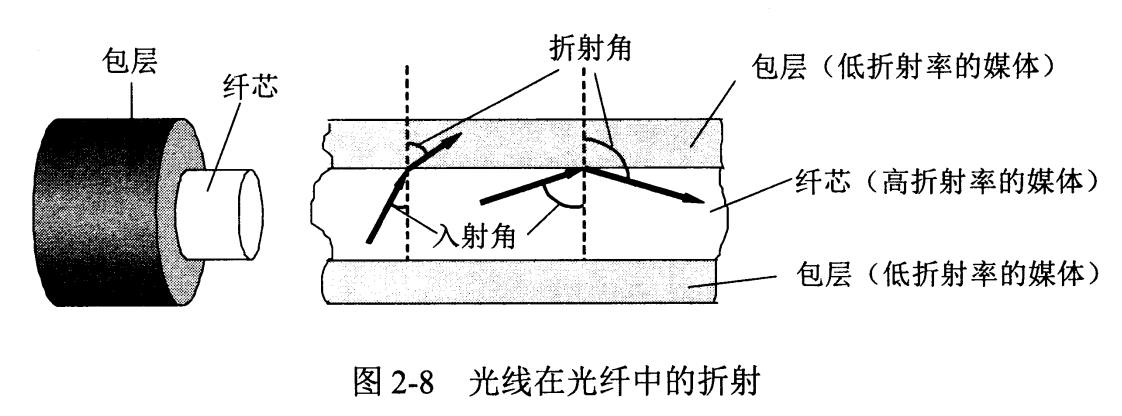 包层
纤芯
折射角
入射角
包层（低折射率的媒体）
纤芯（高折射率的媒体）
包层（低折射率的媒体）
图 2-8 光线在光纤中的折射